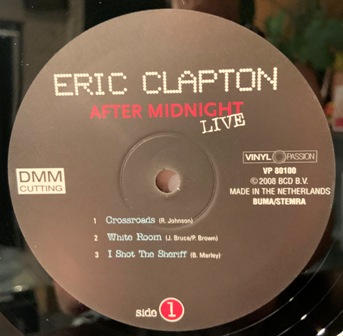 ERIC CLAPTON
AFTER MIDNIGHT
LIVE
DMM
CUTTING
VINYL PASSION
VP 80100
©2008 BCD B.V.
MADE IN THE NETHERLANDS
BUMA/STEMRA
1 Crossroads (R. Johnson)
2 White Room (J. Bruce/P. Brown)
3 I Shot The Sheriff (B. Marley)
side 1